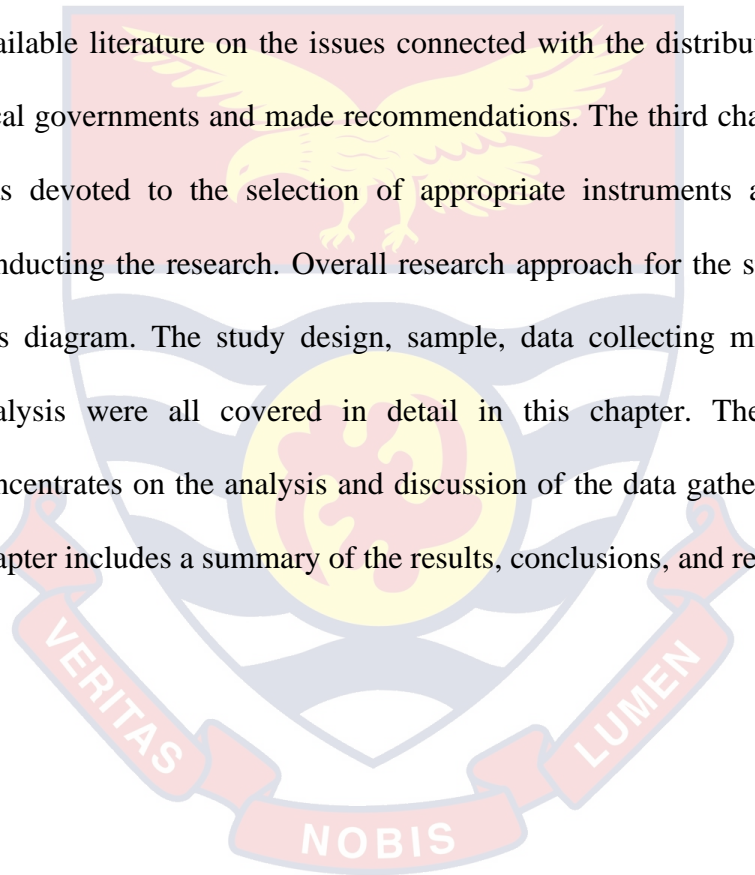 ailable literature on the issues connected with the distribut
cal governments and made recommendations. The third cha
s devoted to the selection of appropriate instruments a
nducting the research. Overall research approach for the s
s diagram. The study design, sample, data collecting m
alysis were all covered in detail in this chapter. The
ncentrates on the analysis and discussion of the data gathe
apter includes a summary of the results, conclusions, and re
VERITAS
NOBIS
LUMEN